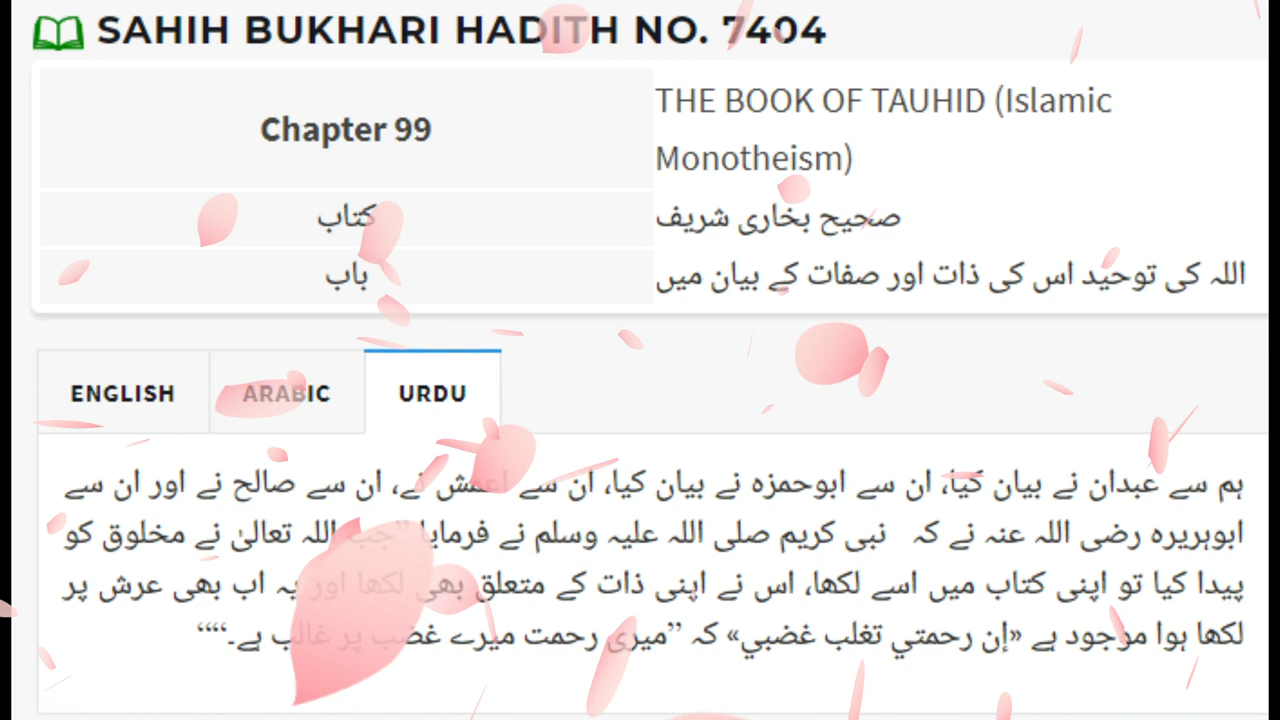 SAHIH BUKHARI HADITH NO. 7404
Chapter 99
THE BOOK OF TAUHID (Islamic
Monotheism)
کتاب
صحیح بخاری شریف
باب
اللہ کی توحید اس کی ذات اور صفات کے بیان میں
ENGLISH
ARABIC
URDU
ہم سے عبدان نے بیان کیا، ان سے ابوحمزہ نے بیان کیا، ان سے اعمش نے، ان سے صالح نے اور ان سے
ابوہریرہ رضی اللہ عنہ نے کہ نبی کریم صلی اللہ علیہ وسلم نے فرمایا ”جب اللہ تعالیٰ نے مخلوق کو
پیدا کیا تو اپنی کتاب میں اسے لکھا، اس نے اپنی ذات کے متعلق بھی لکھا اور یہ اب بھی عرش پر
لکھا ہوا موجود ہے «إن رحمتي تغلب غضبي» کہ ”میری رحمت میرے غضب پر غالب ہے۔““